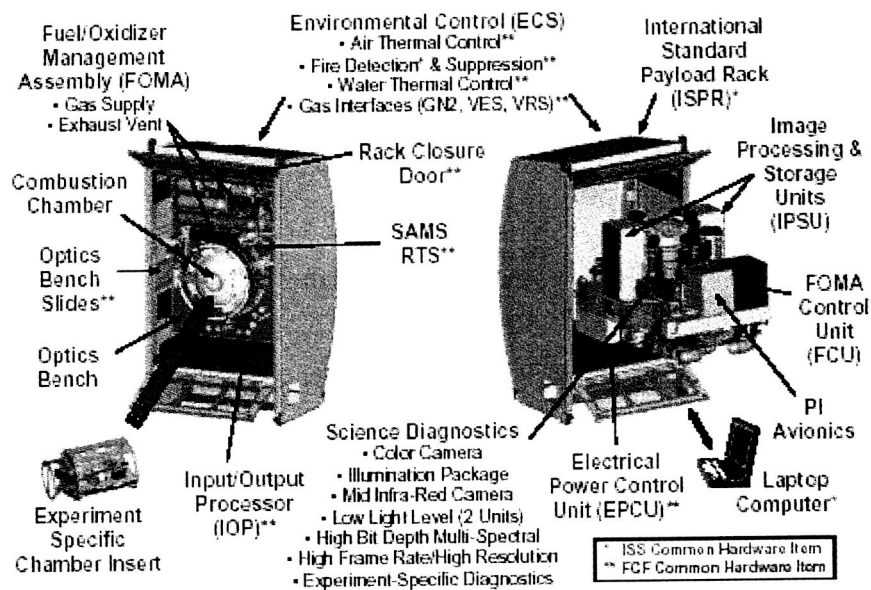 Fuel/Oxidizer
Management
Assembly (FOMA)
• Gas Supply
• Exhaust Vent
Environmental Control (ECS)
• Air Thermal Control**
• Fire Detection* & Suppression**
• Water Thermal Control**
• Gas Interfaces (GN2, VES, VRS)**
International
Standard
Payload Rack
(ISPR)*
Rack Closure
Door**
Image
Processing &
Storage
Units
(IPSU)
Combustion
Chamber
SAMS
RTS**
Optics
Bench
Slides**
FOMA
Control
Unit
(FCU)
Optics
Bench
PI
Avionics
Experiment
Specific
Chamber Insert
Input/Output
Processor
(IOP)**
Science Diagnostics
• Color Camera
• Illumination Package
• Mid Infra-Red Camera
• Low Light Level (2 Units)
• High Bit Depth Multi-Spectral
• High Frame Rate/High Resolution
• Experiment-Specific Diagnostics
Electrical
Power Control
Unit (EPCU)**
Laptop
Computer*
* ISS Common Hardware Item
** FCF Common Hardware Item